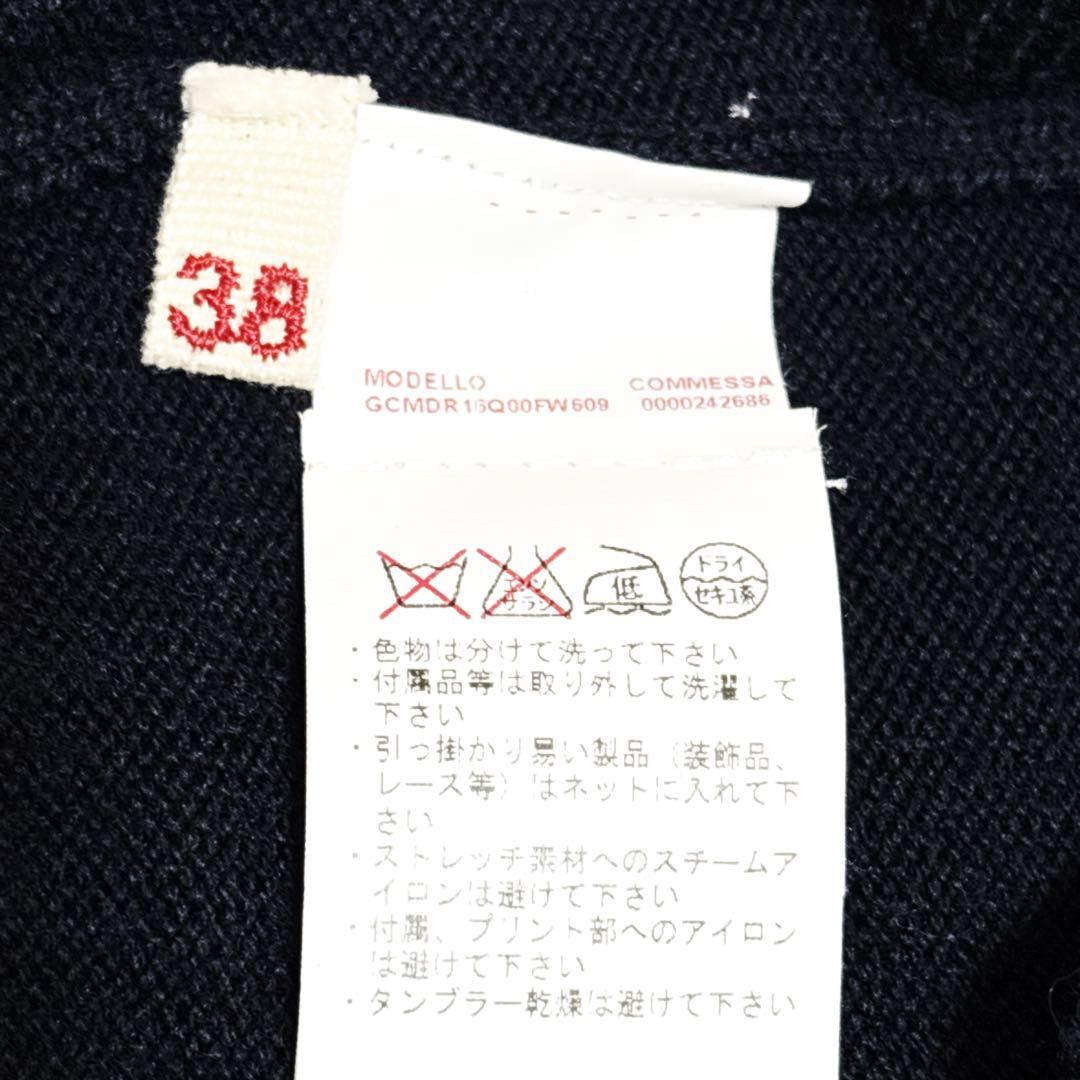 38
MODELLO COMMESSA
GCMDR16Q00FW609 0000242686
エンソ
サラシ
低
ドライ
セキユ系
・色物は分けて洗って下さい
・付属品等は取り外して洗濯して
下さい
・引っ掛かり易い製品（装飾品、
レース等）はネットに入れて下
さい
・ストレッチ素材へのスチームア
イロンは避けて下さい
・付属、プリント部へのアイロン
は避けて下さい
・タンブラー乾燥は避けて下さい